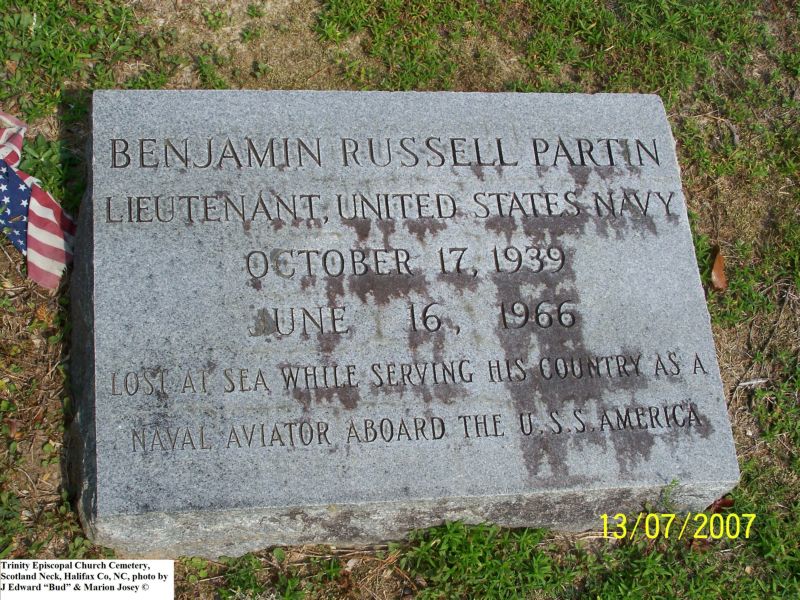 BENJAMIN RUSSELL PARTIN
LIEUTENANT, UNITED STATES NAVY
OCTOBER 17, 1939
JUNE 16, 1966
LOST AT SEA WHILE SERVING HIS COUNTRY AS A
NAVAL AVIATOR ABOARD THE U.S.S. AMERICA
13/07/2007
Trinity Episcopal Church Cemetery,
Scotland Neck, Halifax Co, NC, photo by
J Edward “Bud” & Marion Josey ©